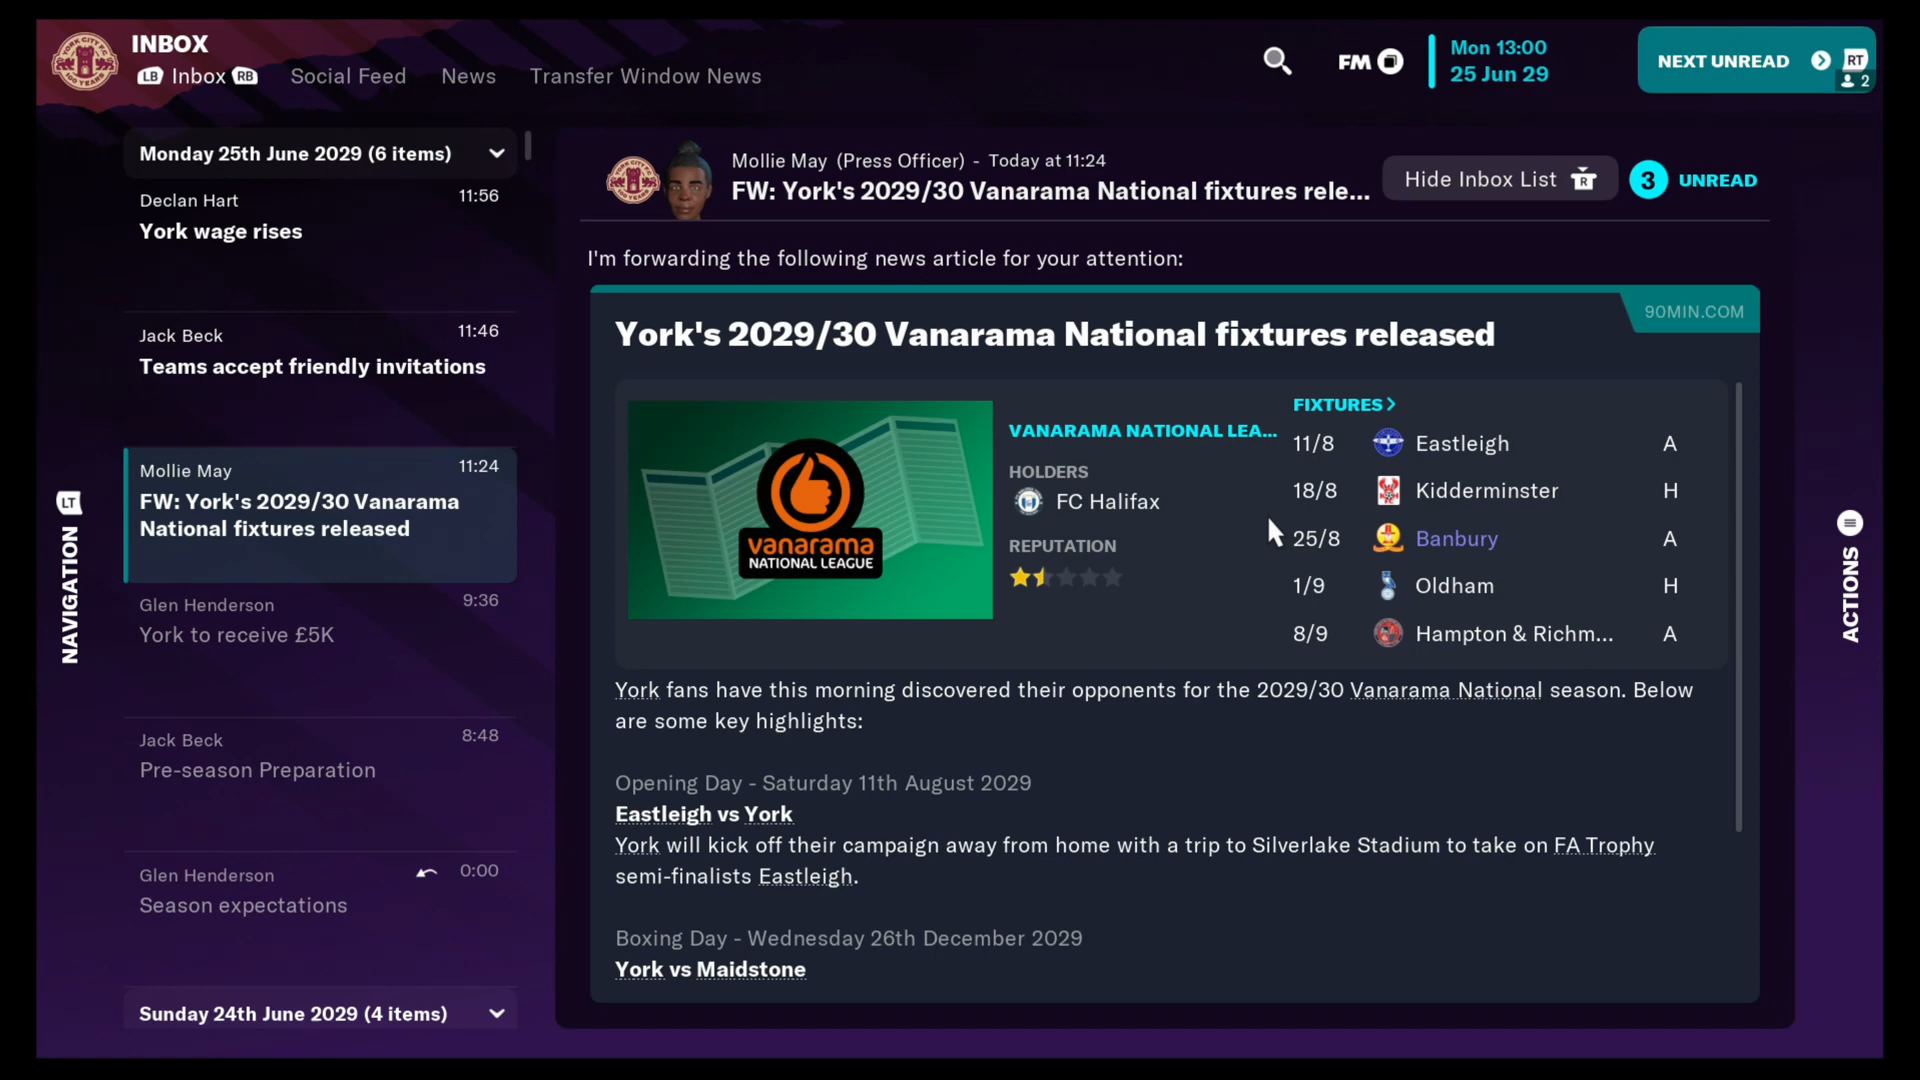 INBOX
LB Inbox RB Social Feed News Transfer Window News
FM
Mon 13:00
25 Jun 29
NEXT UNREAD RT
2
Monday 25th June 2029 (6 items)
Declan Hart 11:56
York wage rises
Jack Beck 11:46
Teams accept friendly invitations
Mollie May 11:24
FW: York's 2029/30 Vanarama
National fixtures released
Glen Henderson 9:36
York to receive £5K
Jack Beck 8:48
Pre-season Preparation
Glen Henderson 0:00
Season expectations
Sunday 24th June 2029 (4 items)
LT
NAVIGATION
Mollie May (Press Officer) - Today at 11:24
FW: York's 2029/30 Vanarama National fixtures rele...
Hide Inbox List R
3 UNREAD
I'm forwarding the following news article for your attention:
90MIN.COM
York's 2029/30 Vanarama National fixtures released
vanarama
NATIONAL LEAGUE
VANARAMA NATIONAL LEA...
HOLDERS
FC Halifax
REPUTATION
FIXTURES
11/8 Eastleigh A
18/8 Kidderminster H
25/8 Banbury A
1/9 Oldham H
8/9 Hampton & Richm... A
York fans have this morning discovered their opponents for the 2029/30 Vanarama National season. Below
are some key highlights:
Opening Day - Saturday 11th August 2029
Eastleigh vs York
York will kick off their campaign away from home with a trip to Silverlake Stadium to take on FA Trophy
semi-finalists Eastleigh.
Boxing Day - Wednesday 26th December 2029
York vs Maidstone
ACTIONS